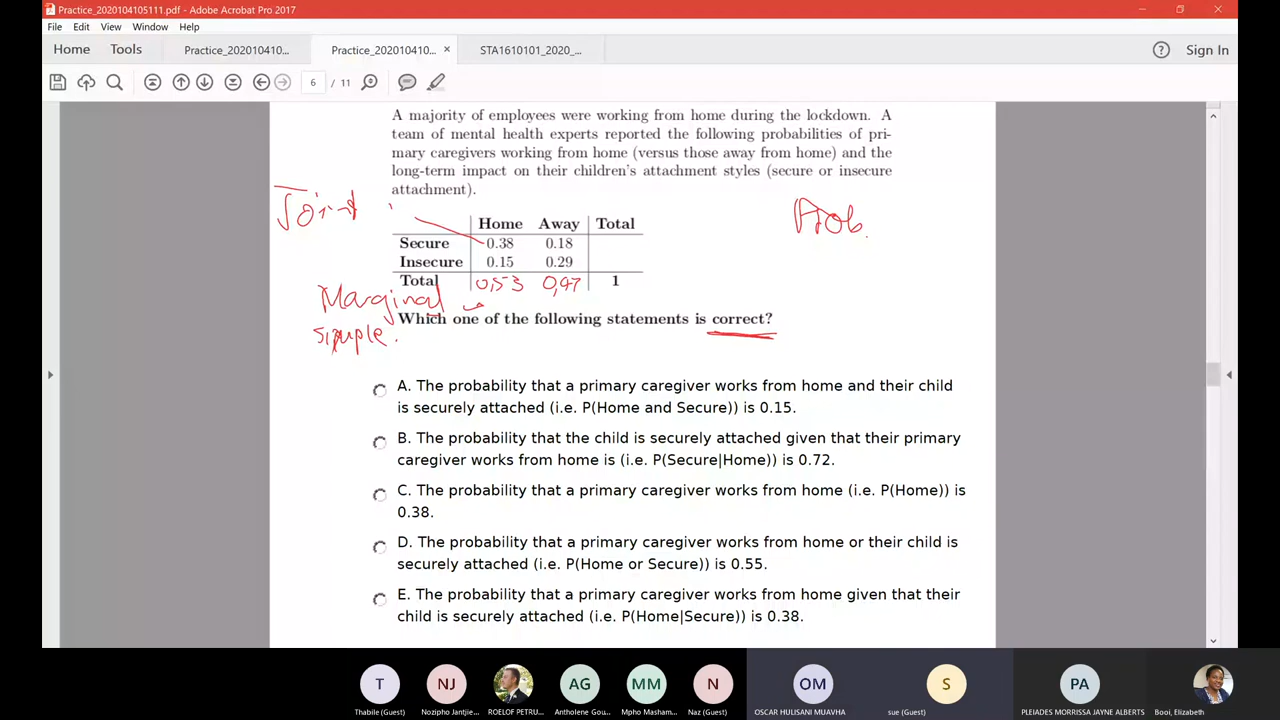 Practice_2020104105111.pdf - Adobe Acrobat Pro 2017
File Edit View Window Help
Home Tools Practice_202010410... Practice_202010410... × STA1610101_2020_... ? Sign In
6 / 11
A majority of employees were working from home during the lockdown. A
team of mental health experts reported the following probabilities of pri-
mary caregivers working from home (versus those away from home) and the
long-term impact on their children's attachment styles (secure or insecure
attachment).
Joint
Prob
Home Away Total
Secure 0.38 0.18
Insecure 0.15 0.29
Total 0,53 0,47 1
Marginal
Which one of the following statements is correct?
simple.
A. The probability that a primary caregiver works from home and their child
is securely attached (i.e. P(Home and Secure)) is 0.15.
B. The probability that the child is securely attached given that their primary
caregiver works from home is (i.e. P(Secure|Home)) is 0.72.
C. The probability that a primary caregiver works from home (i.e. P(Home)) is
0.38.
D. The probability that a primary caregiver works from home or their child is
securely attached (i.e. P(Home or Secure)) is 0.55.
E. The probability that a primary caregiver works from home given that their
child is securely attached (i.e. P(Home|Secure)) is 0.38.
T NJ AG MM N OM S PA
Thabile (Guest) Nozipho Jantjie... ROELOF PETRU... Antholene Gou... Mpho Masham... Naz (Guest) OSCAR HULISANI MUAVHA sue (Guest) PLEIADES MORRISSA JAYNE ALBERTS Booi, Elizabeth